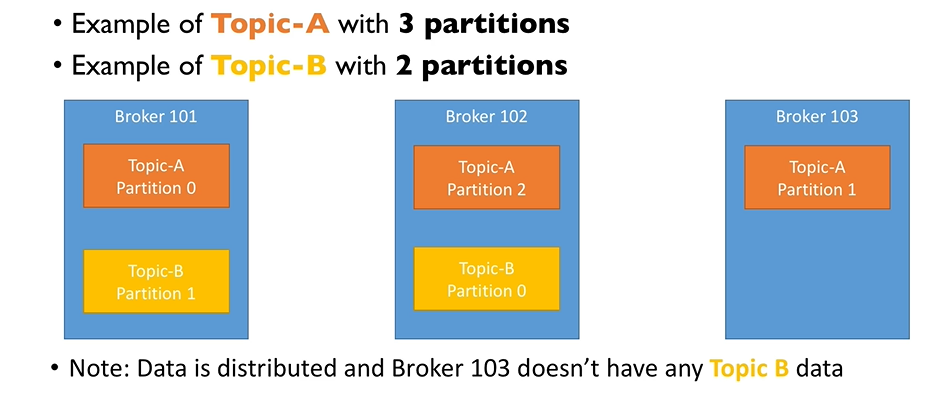 • Example of Topic-A with 3 partitions
• Example of Topic-B with 2 partitions
Broker 101
Topic-A
Partition 0
Topic-B
Partition 1
Broker 102
Topic-A
Partition 2
Topic-B
Partition 0
Broker 103
Topic-A
Partition 1
• Note: Data is distributed and Broker 103 doesn’t have any Topic B data